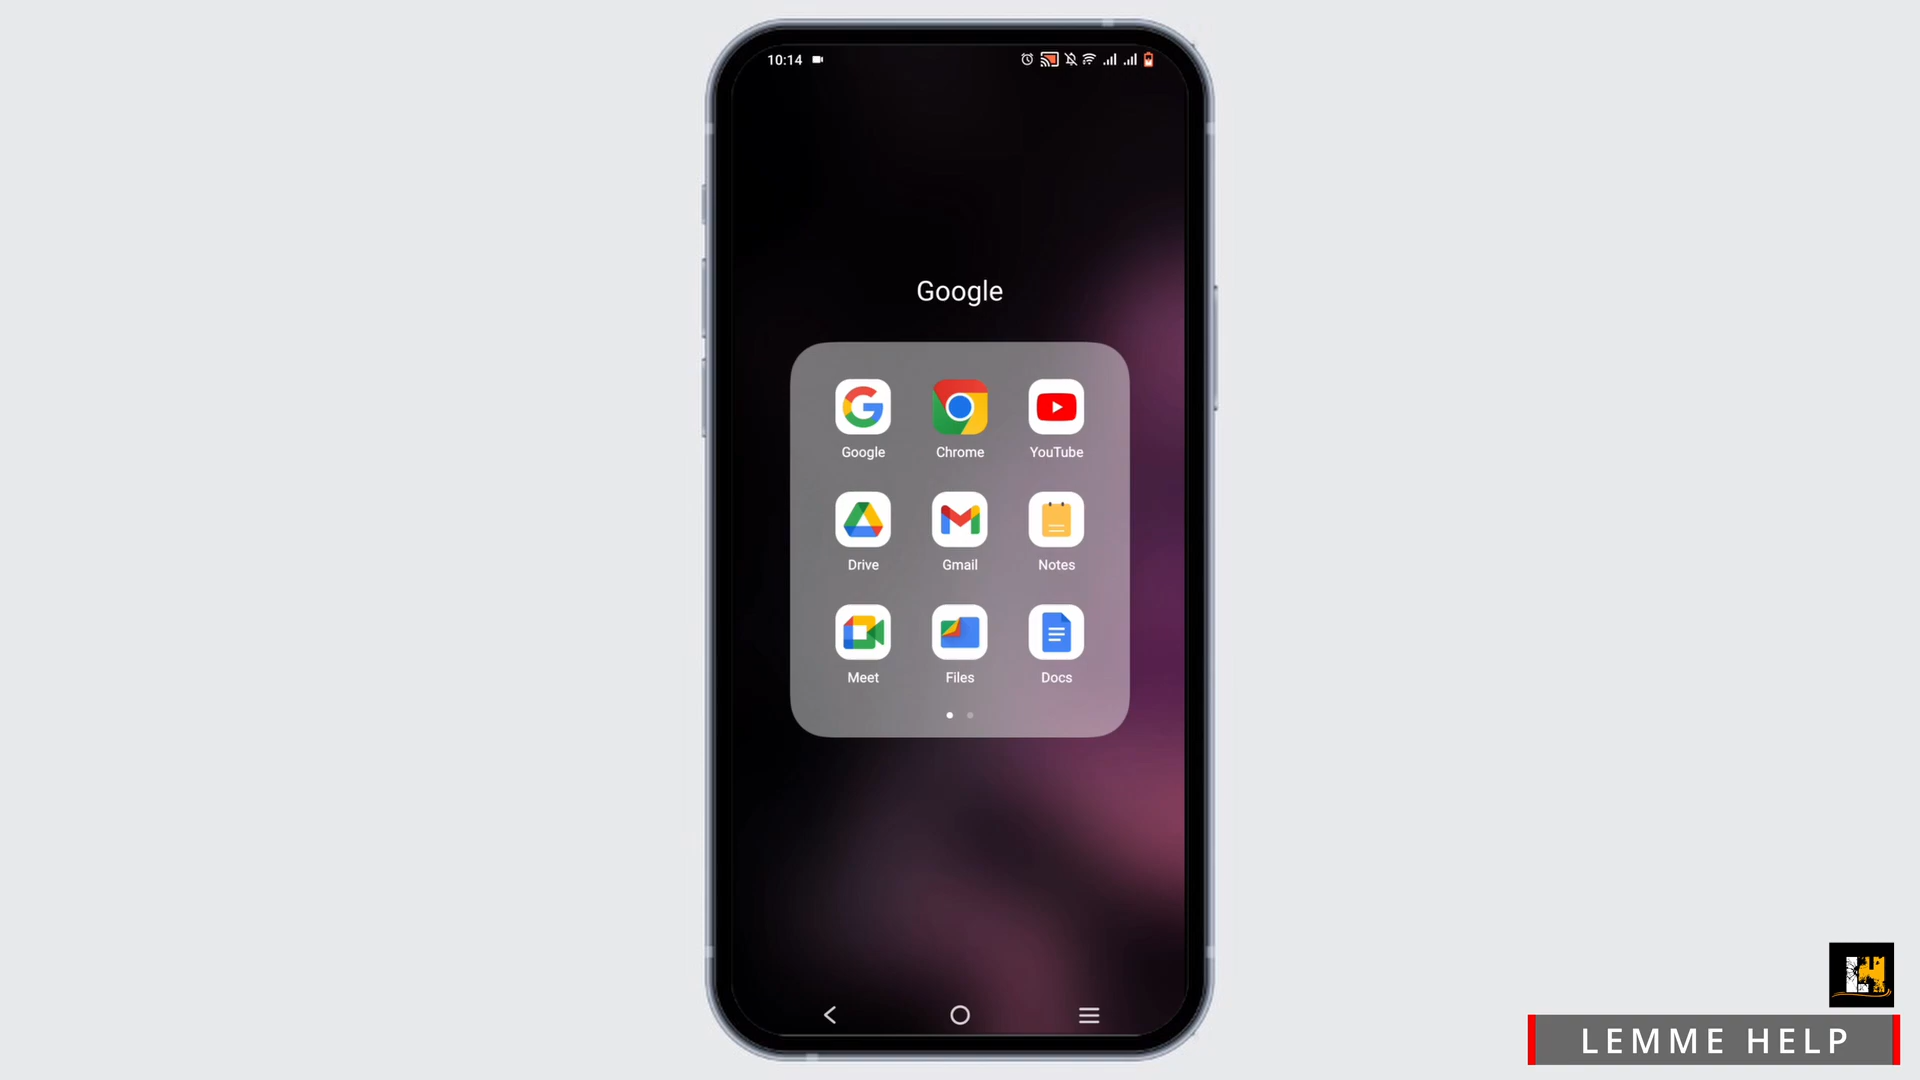 10:14
Google
Google Chrome YouTube
Drive Gmail Notes
Meet Files Docs
LEMME HELP